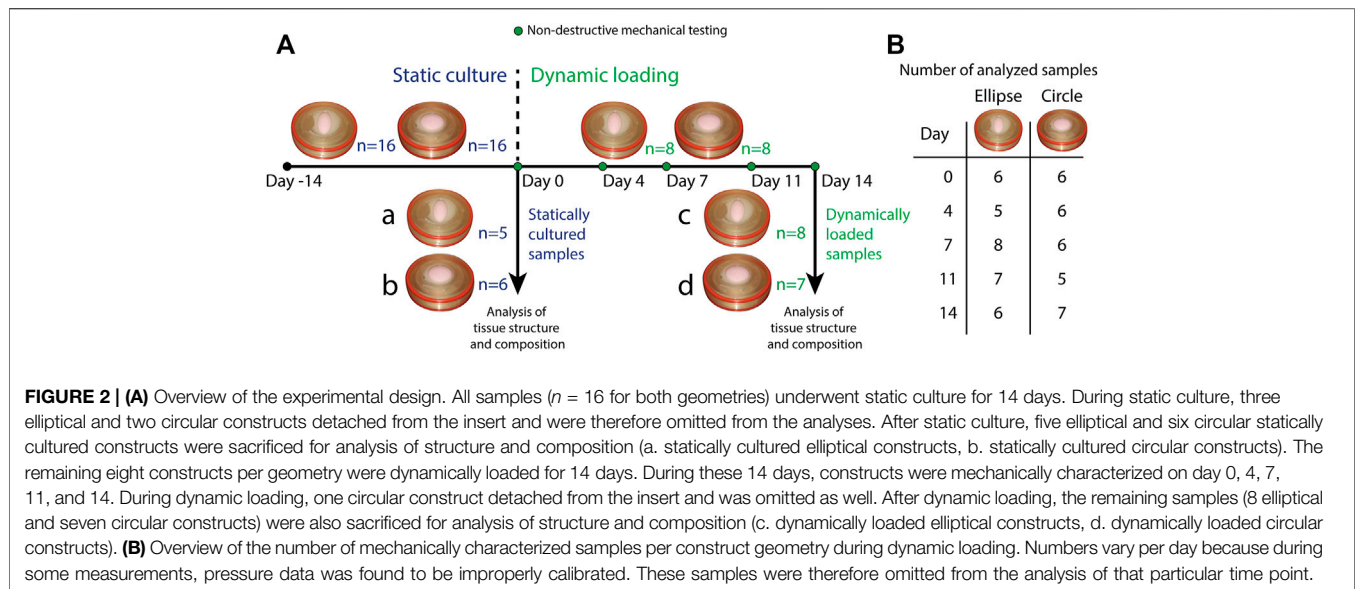 Non-destructive mechanical testing
A
Static culture
Dynamic loading
n=16
n=16
n=8
n=8
Day -14
Day 0
Day 4
Day 7
Day 11
Day 14
a
n=5
b
n=6
Statically
cultured
samples
Analysis of
tissue structure
and composition
c
n=8
d
n=7
Dynamically
loaded
samples
Analysis of
tissue structure
and composition
B
Number of analyzed samples
Ellipse Circle
Day
0 6 6
4 5 6
7 8 6
11 7 5
14 6 7
FIGURE 2 | (A) Overview of the experimental design. All samples (n = 16 for both geometries) underwent static culture for 14 days. During static culture, three
elliptical and two circular constructs detached from the insert and were therefore omitted from the analyses. After static culture, five elliptical and six circular statically
cultured constructs were sacrificed for analysis of structure and composition (a. statically cultured elliptical constructs, b. statically cultured circular constructs). The
remaining eight constructs per geometry were dynamically loaded for 14 days. During these 14 days, constructs were mechanically characterized on day 0, 4, 7,
11, and 14. During dynamic loading, one circular construct detached from the insert and was omitted as well. After dynamic loading, the remaining samples (8 elliptical
and seven circular constructs) were also sacrificed for analysis of structure and composition (c. dynamically loaded elliptical constructs, d. dynamically loaded circular
constructs). (B) Overview of the number of mechanically characterized samples per construct geometry during dynamic loading. Numbers vary per day because during
some measurements, pressure data was found to be improperly calibrated. These samples were therefore omitted from the analysis of that particular time point.